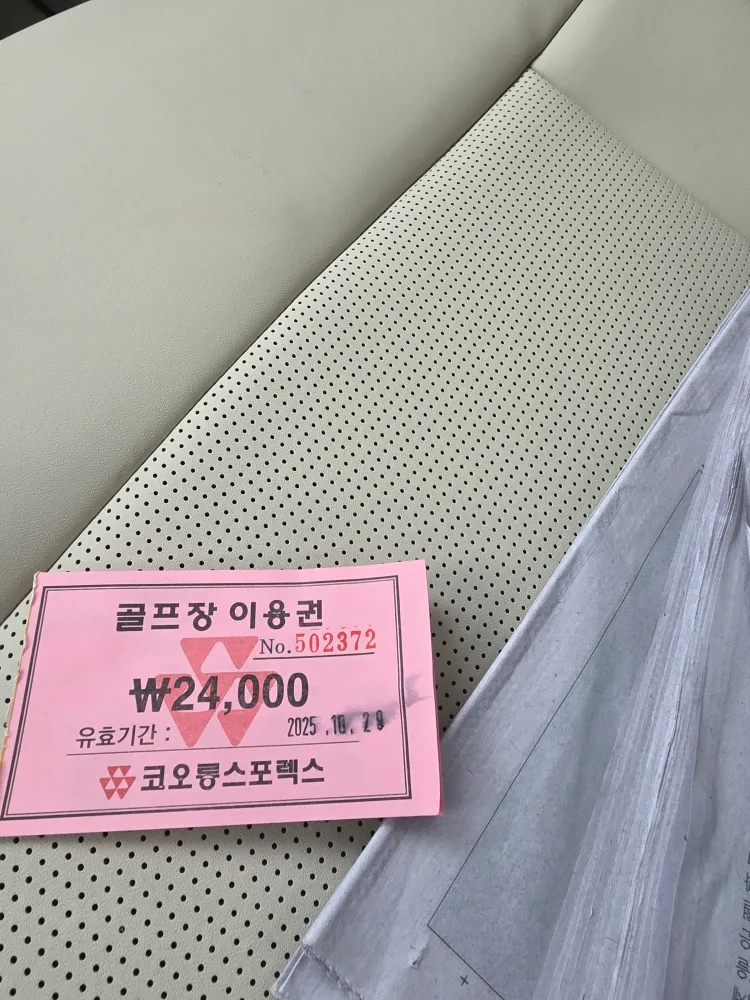 골프장 이용권
No.502372
₩24,000
유효기간 : 2025.10.29
코오롱스포렉스